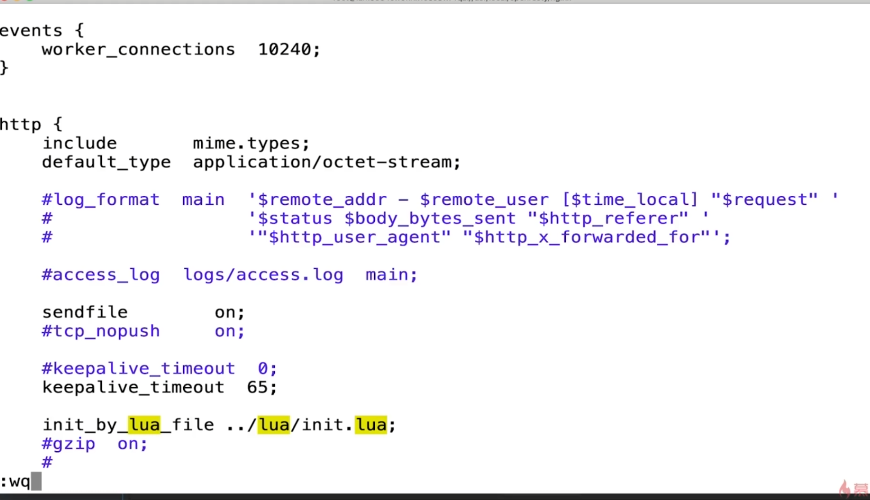 events {
    worker_connections  10240;
}
http {
    include       mime.types;
    default_type  application/octet-stream;
    #log_format  main  '$remote_addr - $remote_user [$time_local] "$request" '
    #                  '$status $body_bytes_sent "$http_referer" '
    #                  '"$http_user_agent" "$http_x_forwarded_for"';
    #access_log  logs/access.log  main;
    sendfile        on;
    #tcp_nopush     on;
    #keepalive_timeout  0;
    keepalive_timeout  65;
    init_by_lua_file ../lua/init.lua;
    #gzip  on;
    #
:wq